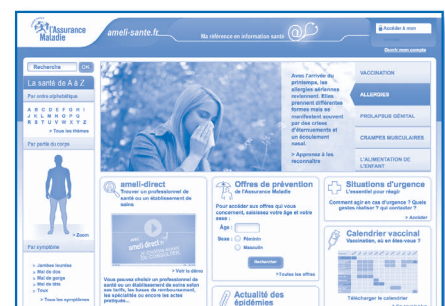 l'Assurance
Maladie
ameli-sante.fr
Ma référence en information santé
Accéder à mon
Ouvrir mon compte
Recherche OK
La santé de A à Z
Par ordre alphabétique
A B C D E F G H I
J K L M N O P Q
R S T U V W X Y Z
> Tous les thèmes
Par partie du corps
> Zoom
Par symptôme
> Jambes lourdes
> Mal de dos
> Mal de gorge
> Mal de tête
> Toux
> Tous les symptômes
Avec l'arrivée du
printemps, les
allergies aériennes
reviennent. Elles
prennent différentes
formes mais se
manifestent souvent
par des crises
d'éternuements et
un écoulement
nasal.
> Apprenez à les
reconnaître
VACCINATION
ALLERGIES
PROLAPSUS GÉNITAL
CRAMPES MUSCULAIRES
L'ALIMENTATION DE
L'ENFANT
ameli-direct
Trouver un professionnel de
santé ou un établissement de
soins
ameli-direct.fr
> Voir la démo
Vous pouvez choisir un professionnel de
santé ou un établissement de soins selon
ses tarifs, les bases de remboursement,
les spécialités ou encore les actes
pratiqués...
Offres de prévention
de l'Assurance Maladie
Pour accéder aux offres qui vous
concernent, saisissez votre âge et votre
sexe :
Âge :
Sexe : Féminin
Masculin
Rechercher
>Toutes les offres
Actualité des
épidémies
Situations d'urgence
L'essentiel pour réagir
Comment agir en cas d'urgence ? Quels
gestes réaliser ? qui contacter ?
> Accéder
Calendrier vaccinal
Vaccination, où en êtes-vous ?
Télécharger le calendrier